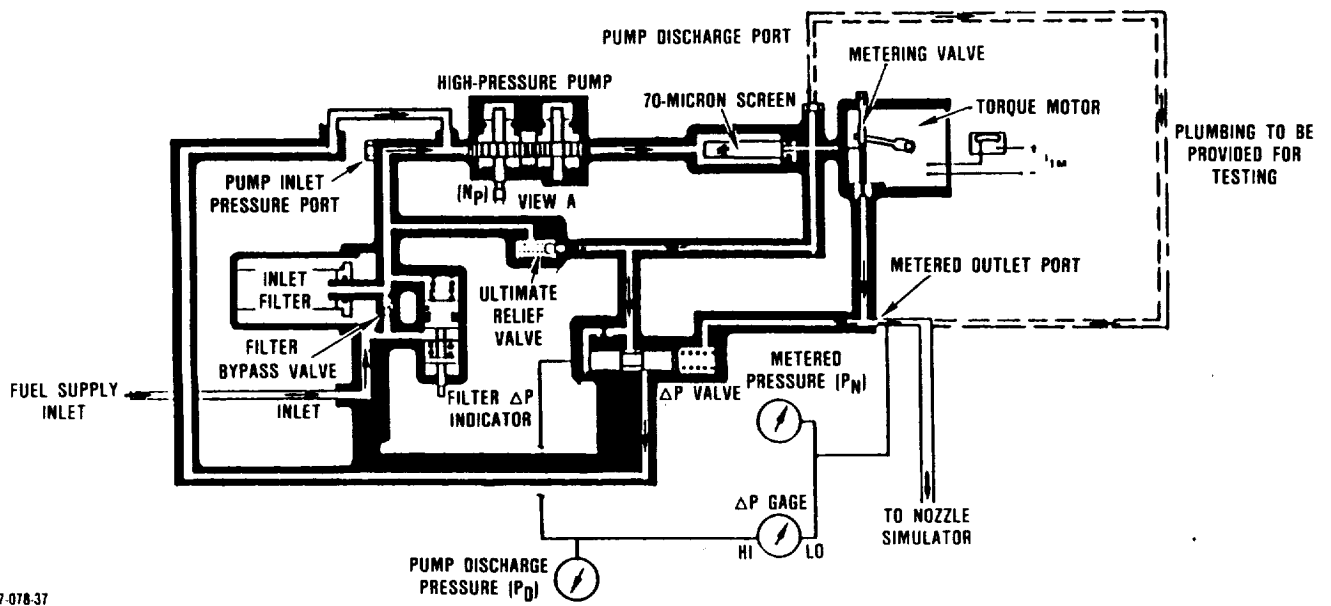 PUMP DISCHARGE PORT
METERING VALVE
HIGH-PRESSURE PUMP
70-MICRON SCREEN
TORQUE MOTOR
PLUMBING TO BE
PROVIDED FOR
TESTING
PUMP INLET
PRESSURE PORT
(NP)
VIEW A
METERED OUTLET PORT
INLET
FILTER
ULTIMATE
RELIEF
VALVE
FILTER
BYPASS VALVE
METERED
PRESSURE (PN)
FUEL SUPPLY
INLET
INLET
FILTER △P
INDICATOR
△P VALVE
△P GAGE
HI
LO
TO NOZZLE
SIMULATOR
PUMP DISCHARGE
PRESSURE (PD)
7-078-37